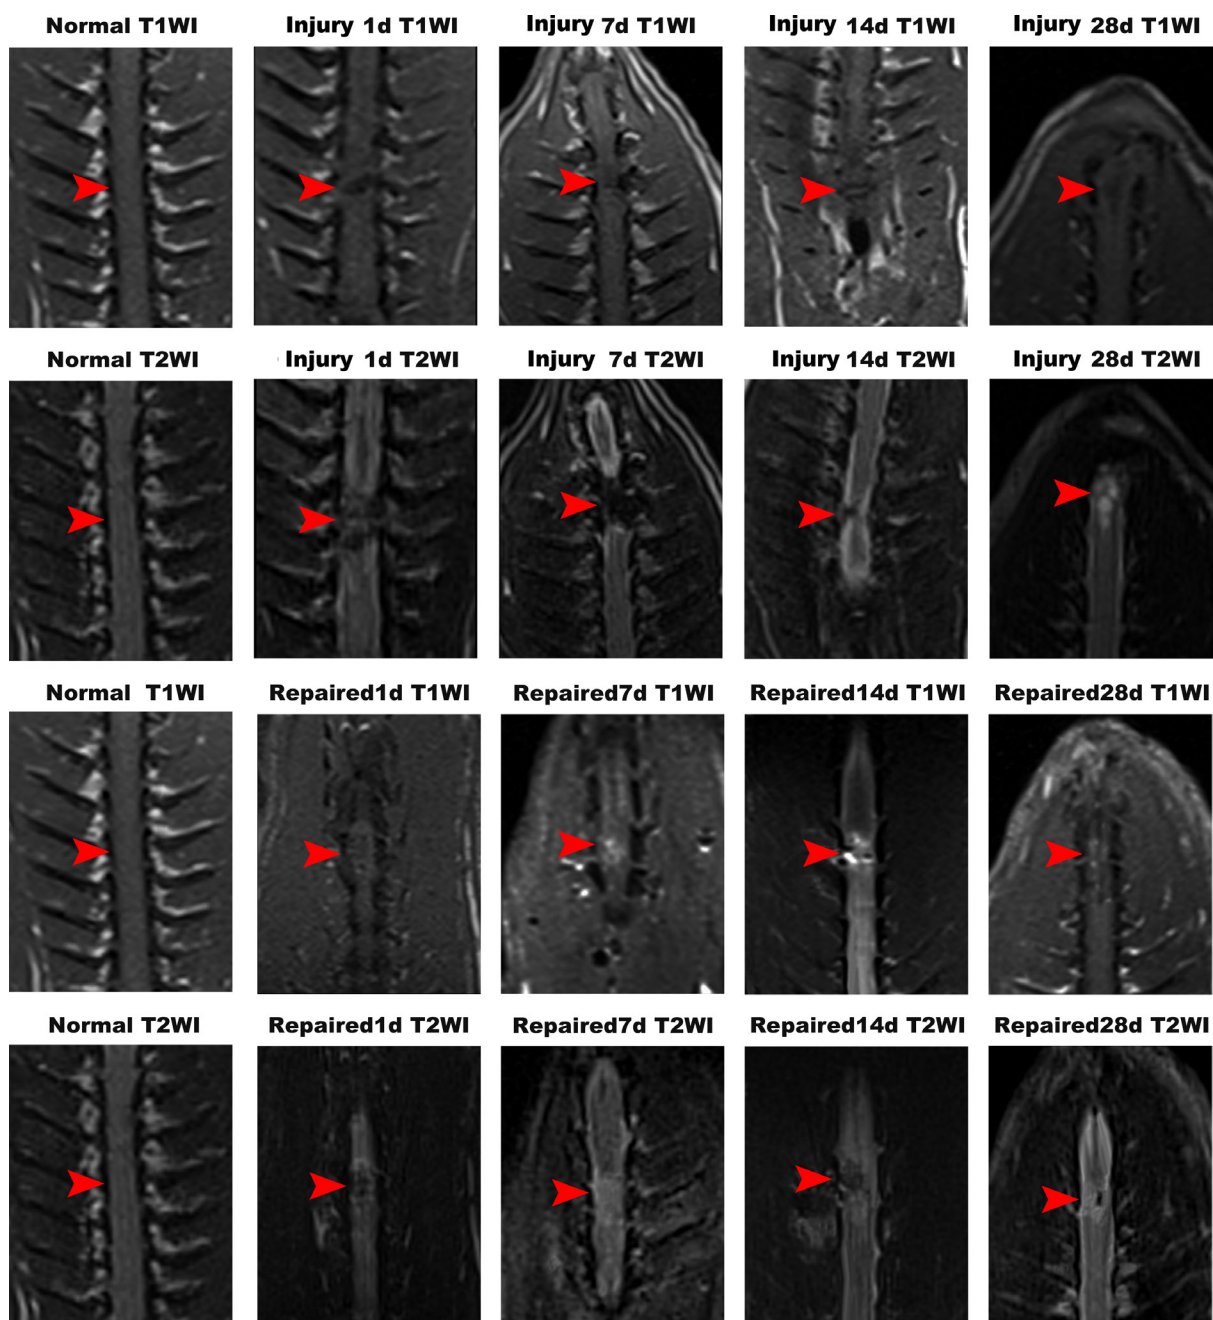 Normal T1WI Injury 1d T1WI Injury 7d T1WI Injury 14d T1WI Injury 28d T1WI
Normal T2WI Injury 1d T2WI Injury 7d T2WI Injury 14d T2WI Injury 28d T2WI
Normal T1WI Repaired1d T1WI Repaired7d T1WI Repaired14d T1WI Repaired28d T1WI
Normal T2WI Repaired1d T2WI Repaired7d T2WI Repaired14d T2WI Repaired28d T2WI